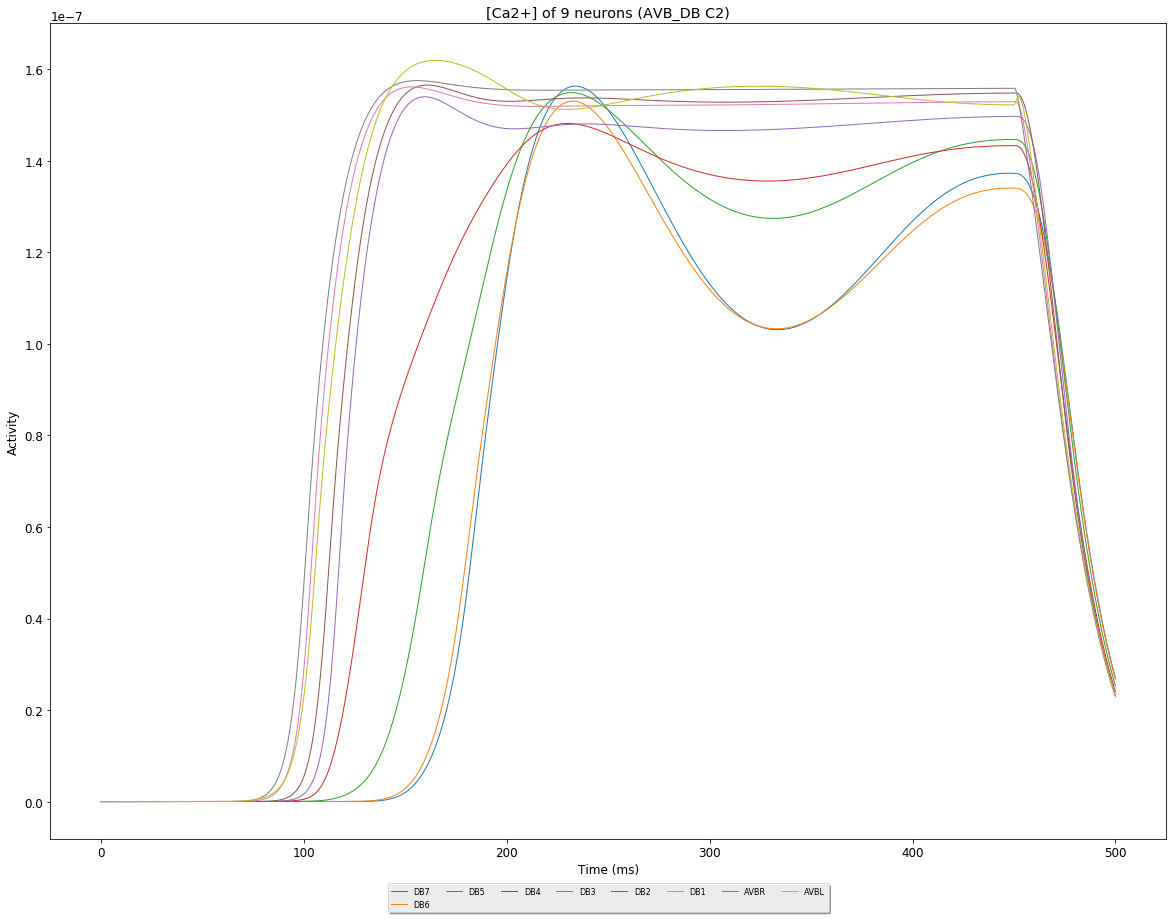 [Ca2+] of 9 neurons (AVB_DB C2)
1e−7
1.6
1.4
1.2
1.0
0.8
0.6
0.4
0.2
0.0
Activity
0 100 200 300 400 500
Time (ms)
DB7 DB5 DB4 DB3 DB2 DB1 AVBR AVBL
DB6